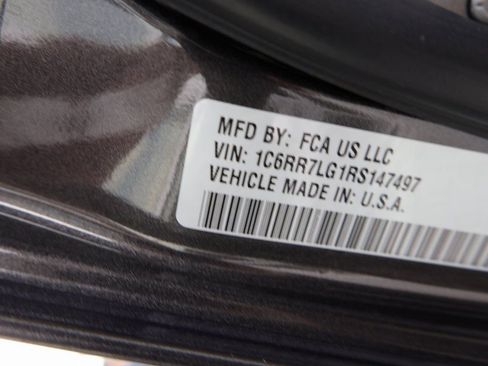 MFD BY: FCA US LLC
VIN: 1C6RR7LG1RS147497
VEHICLE MADE IN: U.S.A.